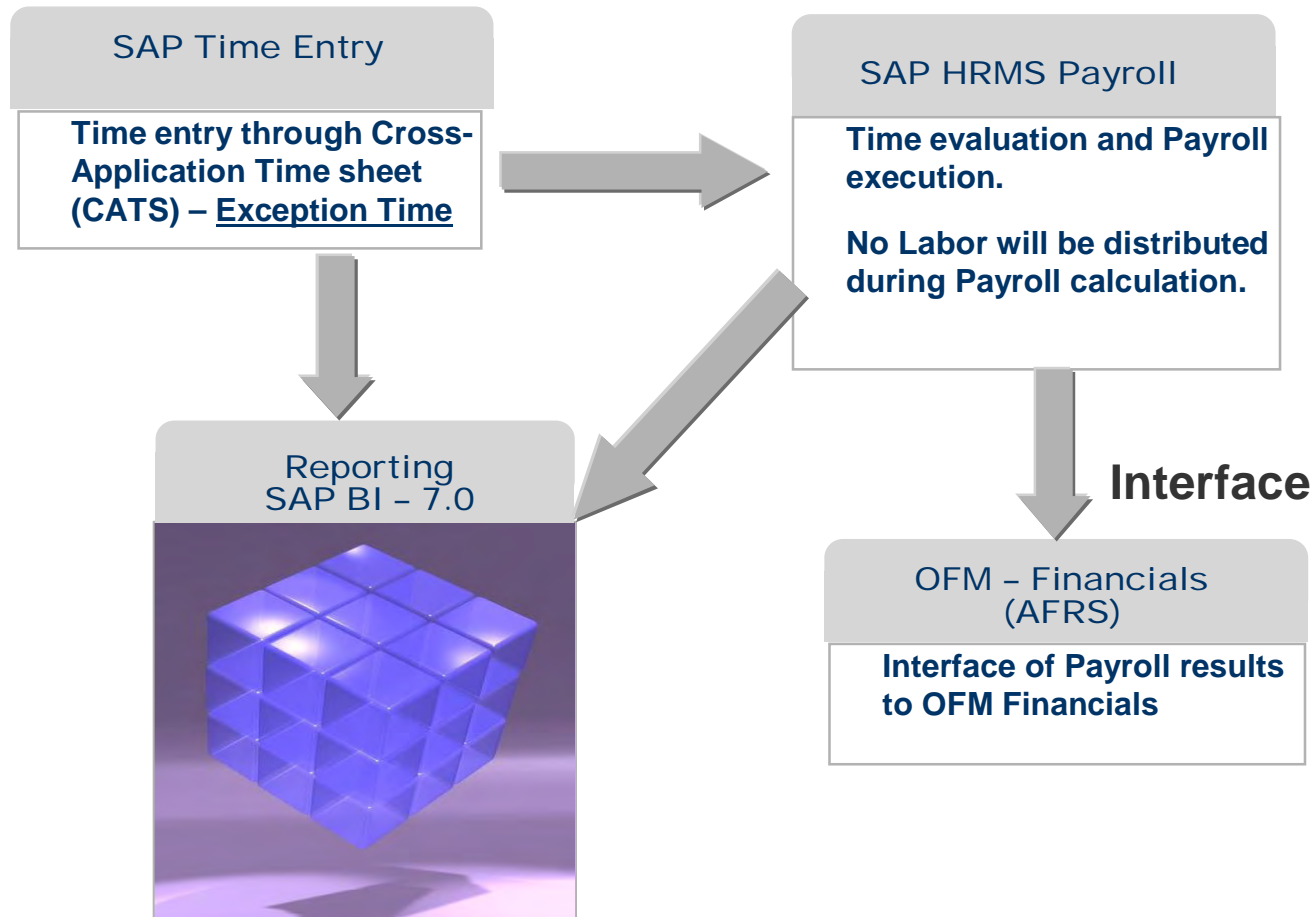 SAP Time Entry
Time entry through Cross-
Application Time sheet
(CATS) – Exception Time
SAP HRMS Payroll
Time evaluation and Payroll
execution.
No Labor will be distributed
during Payroll calculation.
Reporting
SAP BI – 7.0
Interface
OFM – Financials
(AFRS)
Interface of Payroll results
to OFM Financials